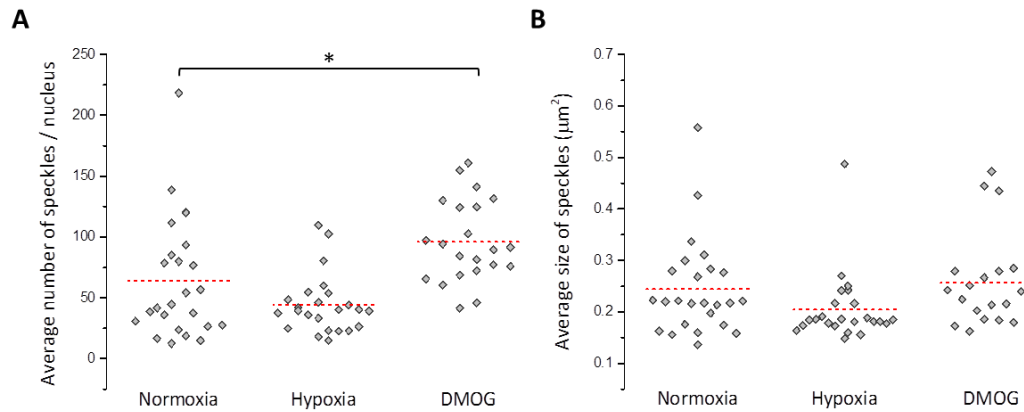 A
Average number of speckles / nucleus
250
200
150
100
50
0
*
Normoxia
Hypoxia
DMOG
B
Average size of speckles (μm²)
0.7
0.6
0.5
0.4
0.3
0.2
0.1
Normoxia
Hypoxia
DMOG